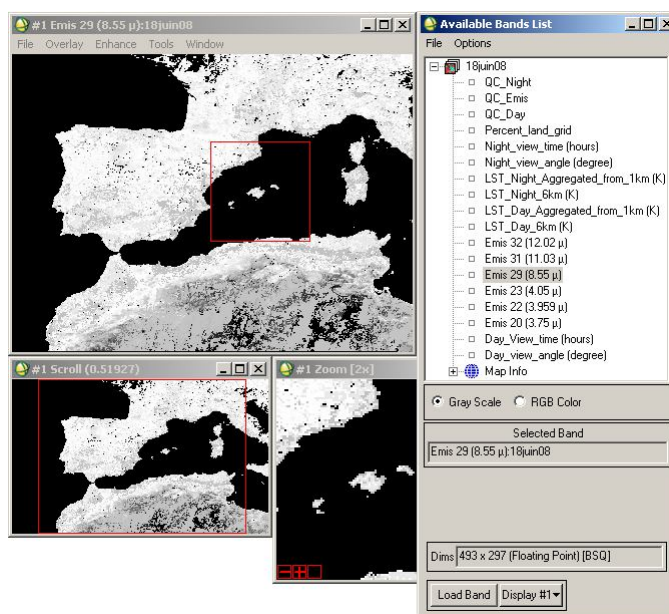 #1 Emis 29 (8.55 µ):18juin08
File Overlay Enhance Tools Window
#1 Scroll (0.51927)
#1 Zoom [2x]
Available Bands List
File Options
18juin08
QC_Night
QC_Emis
QC_Day
Percent_land_grid
Night_view_time (hours)
Night_view_angle (degree)
LST_Night_Aggregated_from_1km (K)
LST_Night_6km (K)
LST_Day_Aggregated_from_1km (K)
LST_Day_6km (K)
Emis 32 (12.02 µ)
Emis 31 (11.03 µ)
Emis 29 (8.55 µ)
Emis 23 (4.05 µ)
Emis 22 (3.959 µ)
Emis 20 (3.75 µ)
Day_View_time (hours)
Day_view_angle (degree)
Map Info
Gray Scale RGB Color
Selected Band
Emis 29 (8.55 µ):18juin08
Dims 493 x 297 (Floating Point) [BSQ]
Load Band Display #1